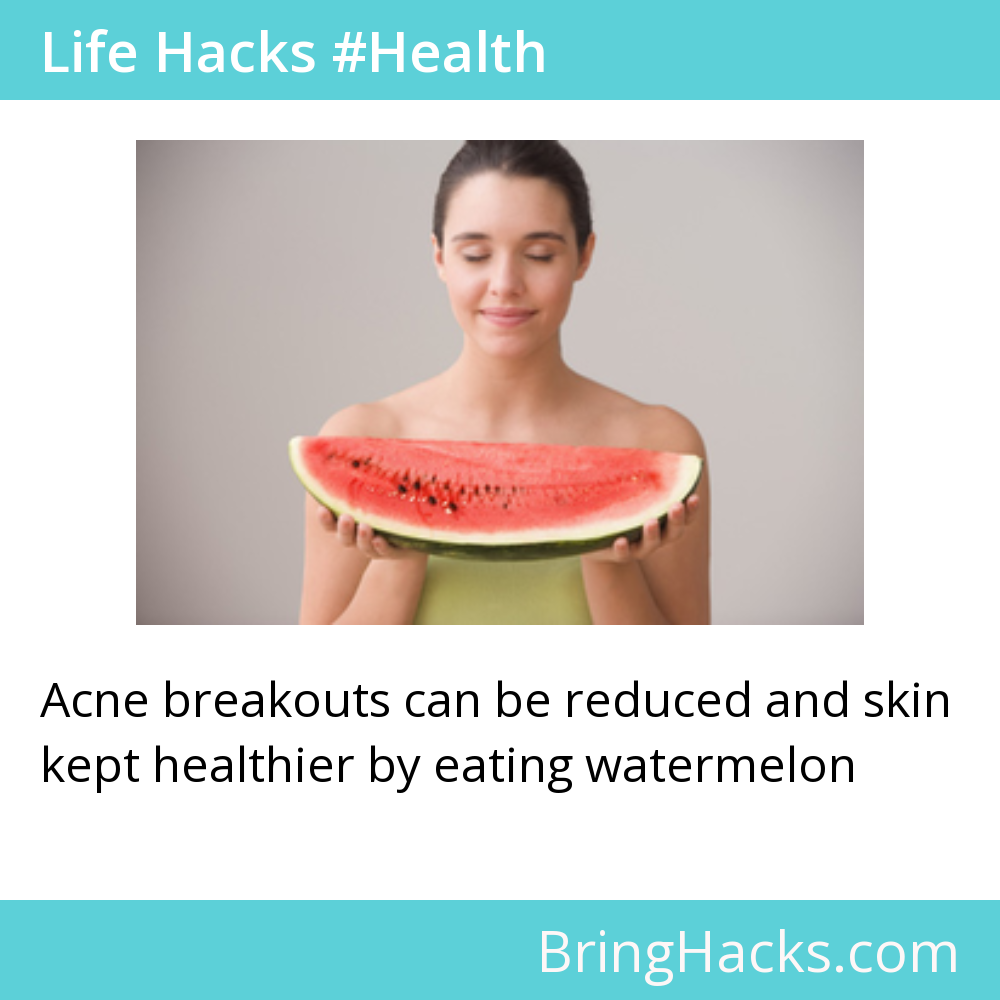 Life Hacks #Health
Acne breakouts can be reduced and skin
kept healthier by eating watermelon
BringHacks.com